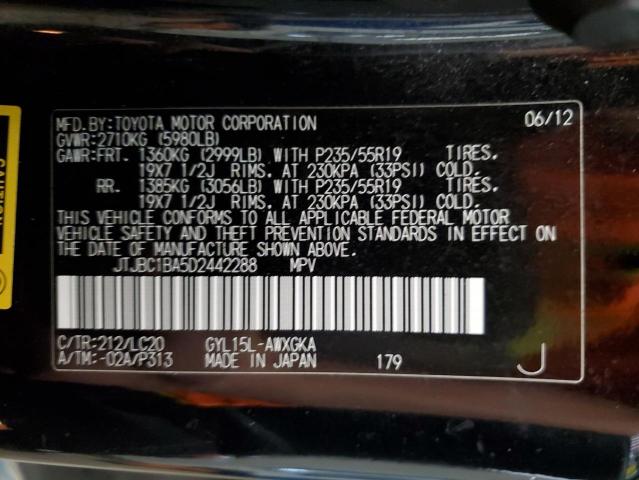 MFD.BY:TOYOTA MOTOR CORPORATION 06/12
GVWR:2710KG (5980LB)
GAWR:FRT. 1360KG (2999LB) WITH P235/55R19 TIRES.
19X7 1/2J RIMS. AT 230KPA (33PSI) COLD.
RR. 1385KG (3056LB) WITH P235/55R19 TIRES.
19X7 1/2J RIMS. AT 230KPA (33PSI) COLD.
THIS VEHICLE CONFORMS TO ALL APPLICABLE FEDERAL MOTOR
VEHICLE SAFETY AND THEFT PREVENTION STANDARDS IN EFFECT ON
THE DATE OF MANUFACTURE SHOWN ABOVE.
JTJBC1BA5D2442288 MPV
C/TR:212/LC20 GYL15L-AWXGKA
A/TM:-02A/P313 MADE IN JAPAN 179 J
CAUTION